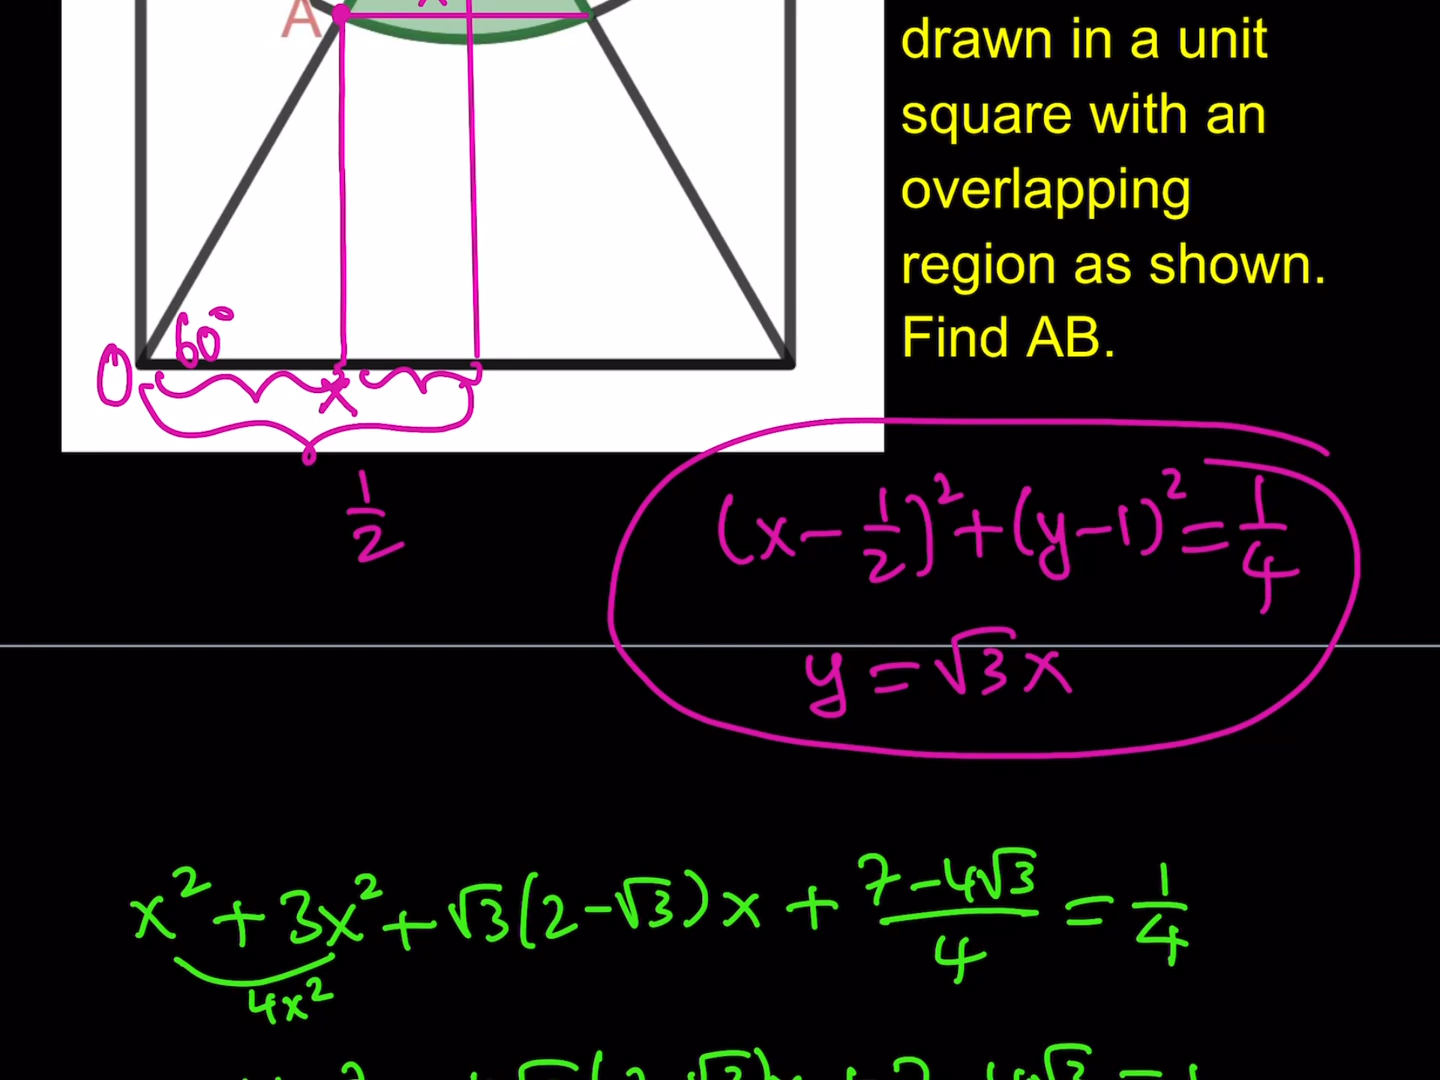 A
drawn in a unit
square with an
overlapping
region as shown.
Find AB.
60°
O
x
1/2
(x - 1/2)² + (y - 1)² = 1/4
y = √3x
x² + 3x² + √3(2 - √3)x + (7 - 4√3)/4 = 1/4
4x²